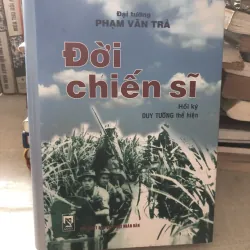 Đại tướng
PHẠM VĂN TRÀ
Đời
chiến sĩ
Hồi ký
DUY TƯỜNG thể hiện